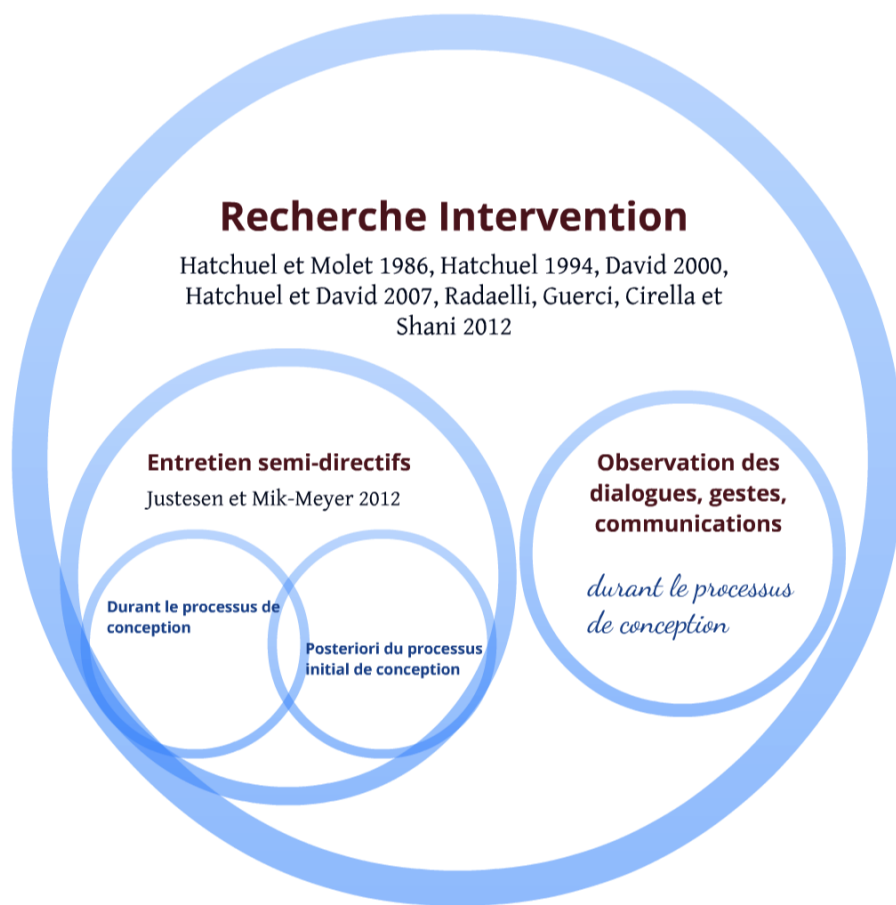 Recherche Intervention
Hatchuel et Molet 1986, Hatchuel 1994, David 2000,
Hatchuel et David 2007, Radaelli, Guerci, Cirella et
Shani 2012
Entretien semi-directifs
Justesen et Mik-Meyer 2012
Durant le processus de
conception
Posteriori du processus
initial de conception
Observation des
dialogues, gestes,
communications
durant le processus
de conception